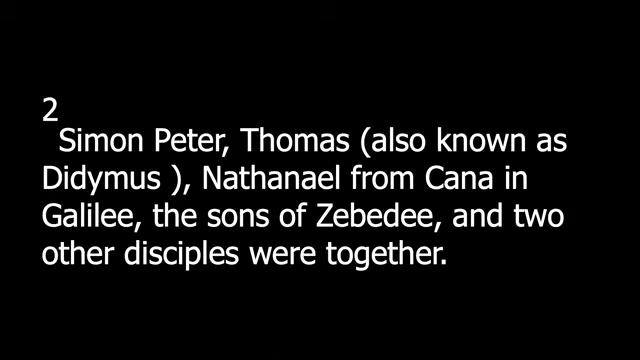 2
Simon Peter, Thomas (also known as
Didymus ), Nathanael from Cana in
Galilee, the sons of Zebedee, and two
other disciples were together.